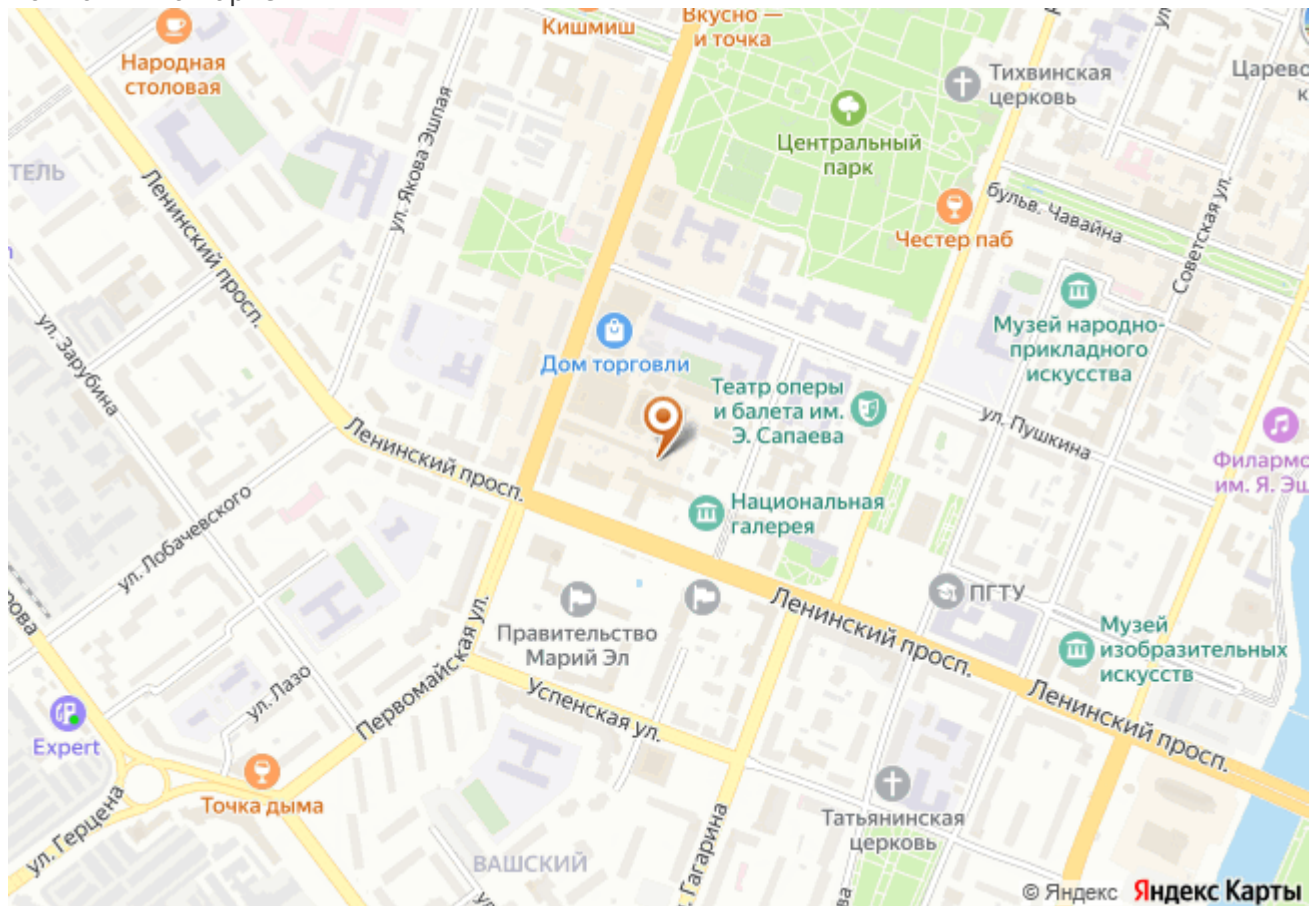 Народная
столовая
Кишмиш
Вкусно —
и точка
Тихвинская
церковь
Царево
к
Центральный
парк
ул. Якова Эшпая
ТЕЛЬ
Ленинский просп.
Честер паб
бульв. Чавайна
Советская ул.
Музей народно-
прикладного
искусства
ул. Зарубина
Дом торговли
Театр оперы
и балета им.
Э. Сапаева
ул. Пушкина
Филармо
им. Я. Эш
Ленинский просп.
ул. Лобачевского
Национальная
галерея
рова
Правительство
Марий Эл
Ленинский просп.
ПГТУ
Музей
изобразительных
искусств
Первомайская ул.
ул. Лазо
Успенская ул.
Ленинский просп.
Expert
Точка дыма
ул. Герцена
Татьянинская
церковь
ВАШСКИЙ
. Гагарина
© Яндекс Яндекс Карты